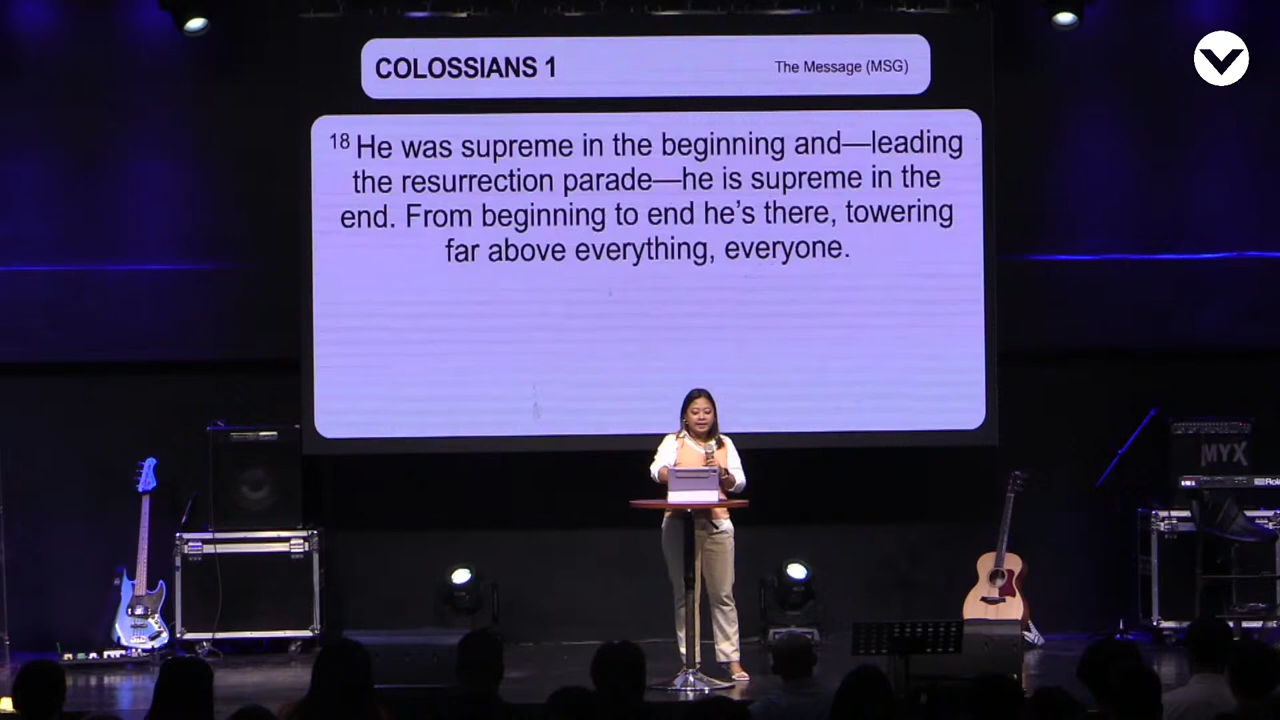 COLOSSIANS 1
The Message (MSG)
18 He was supreme in the beginning and—leading
the resurrection parade—he is supreme in the
end. From beginning to end he’s there, towering
far above everything, everyone.
MYX
Rol